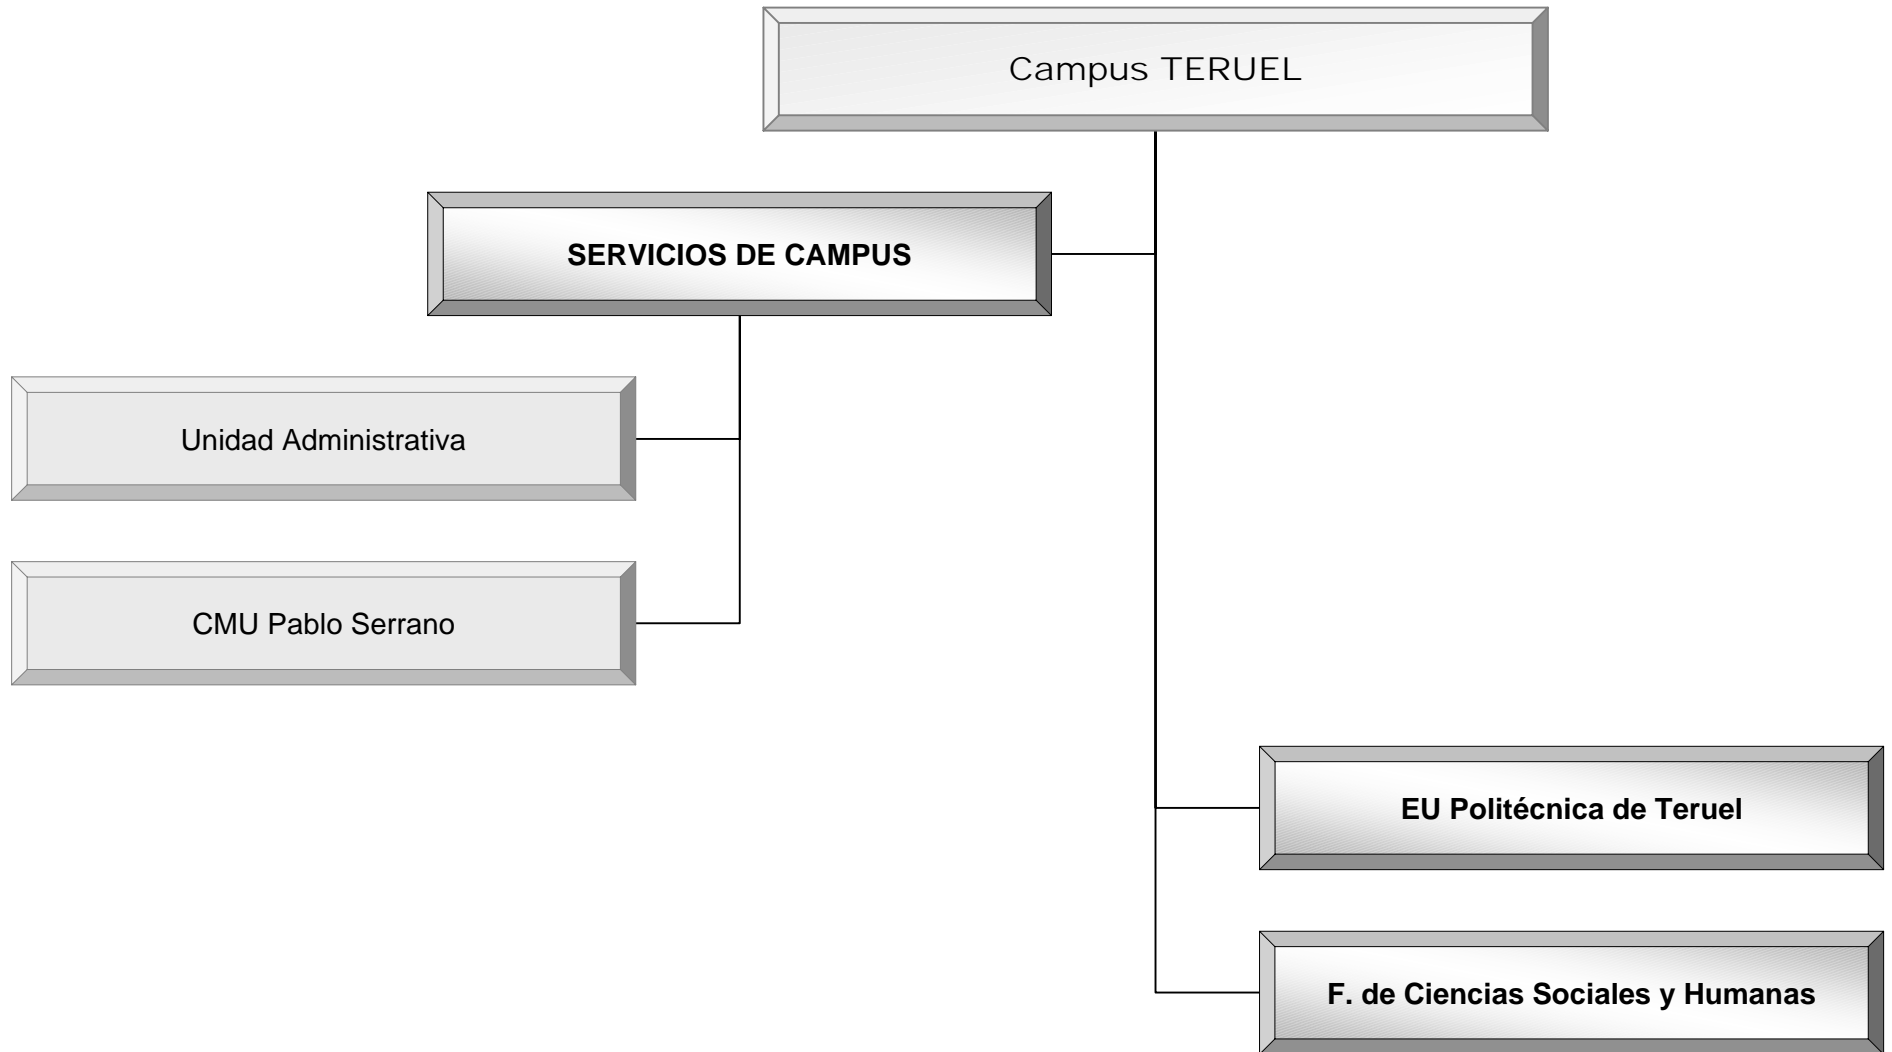 Campus TERUEL
SERVICIOS DE CAMPUS
Unidad Administrativa
CMU Pablo Serrano
EU Politécnica de Teruel
F. de Ciencias Sociales y Humanas